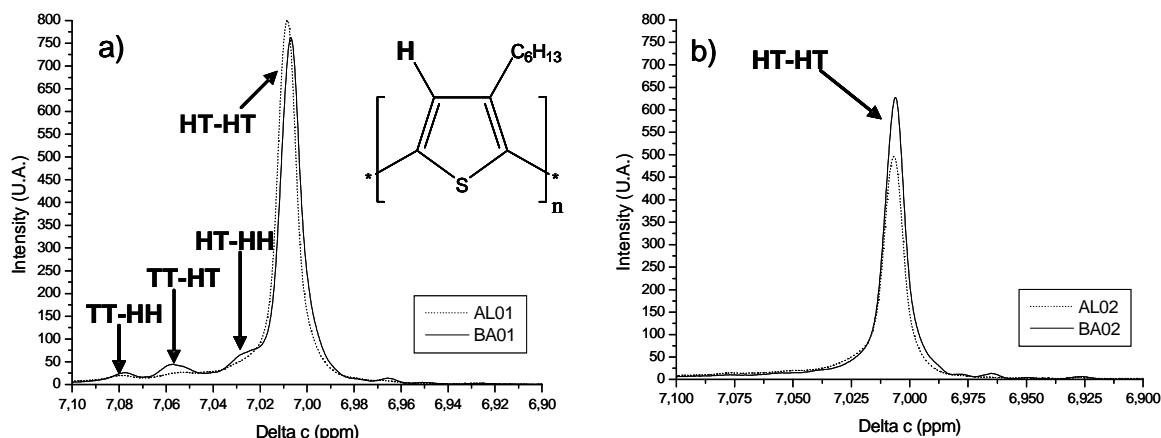 a)
H
C6H13
S
*
*
n
HT-HT
HT-HH
TT-HT
TT-HH
AL01
BA01
Intensity (U.A.)
800
750
700
650
600
550
500
450
400
350
300
250
200
150
100
50
0
7,10 7,08 7,06 7,04 7,02 7,00 6,98 6,96 6,94 6,92 6,90
Delta c (ppm)
b)
HT-HT
AL02
BA02
Intensity (U.A.)
800
750
700
650
600
550
500
450
400
350
300
250
200
150
100
50
0
7,100 7,075 7,050 7,025 7,000 6,975 6,950 6,925 6,900
Delta c (ppm)